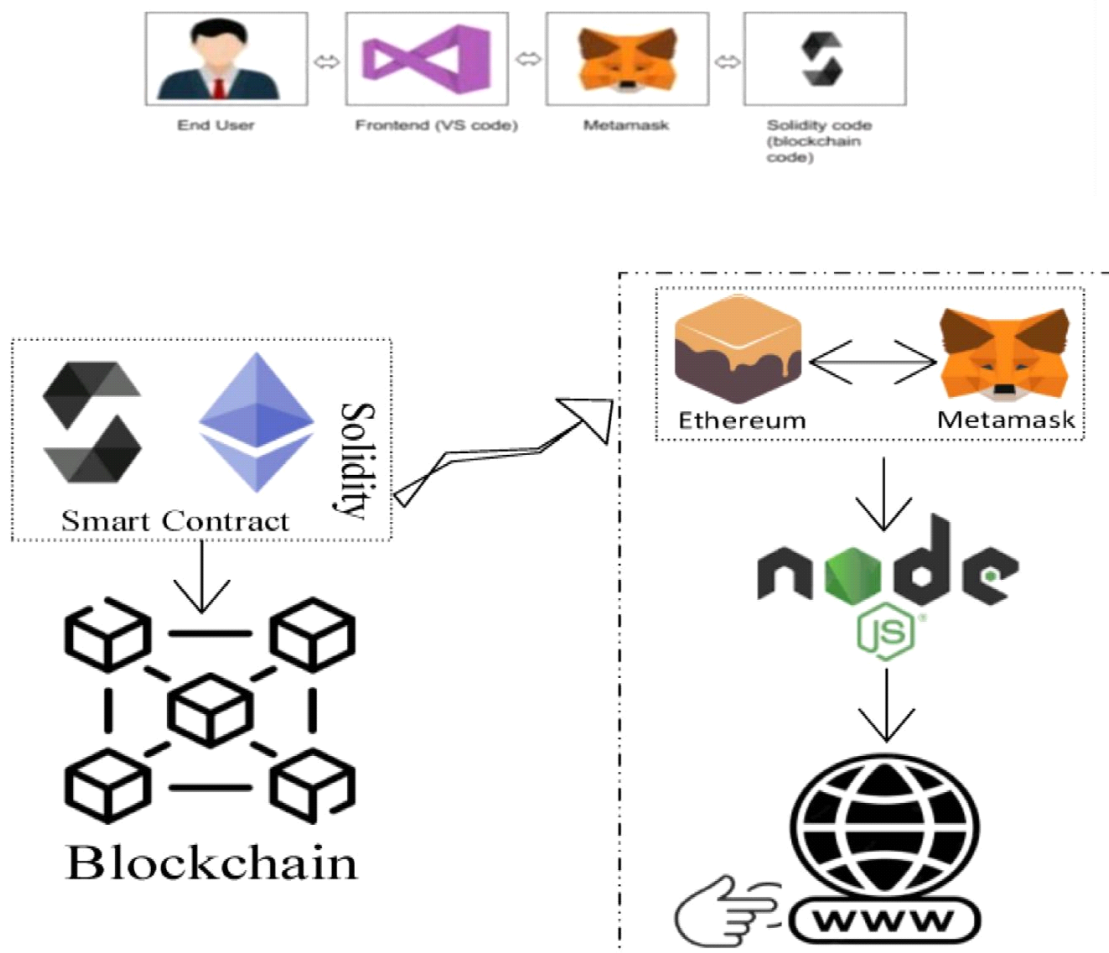 End User
Frontend (VS code)
Metamask
Solidity code
(blockchain
code)
Smart Contract
Solidity
Ethereum
Metamask
node
JS
Blockchain
www